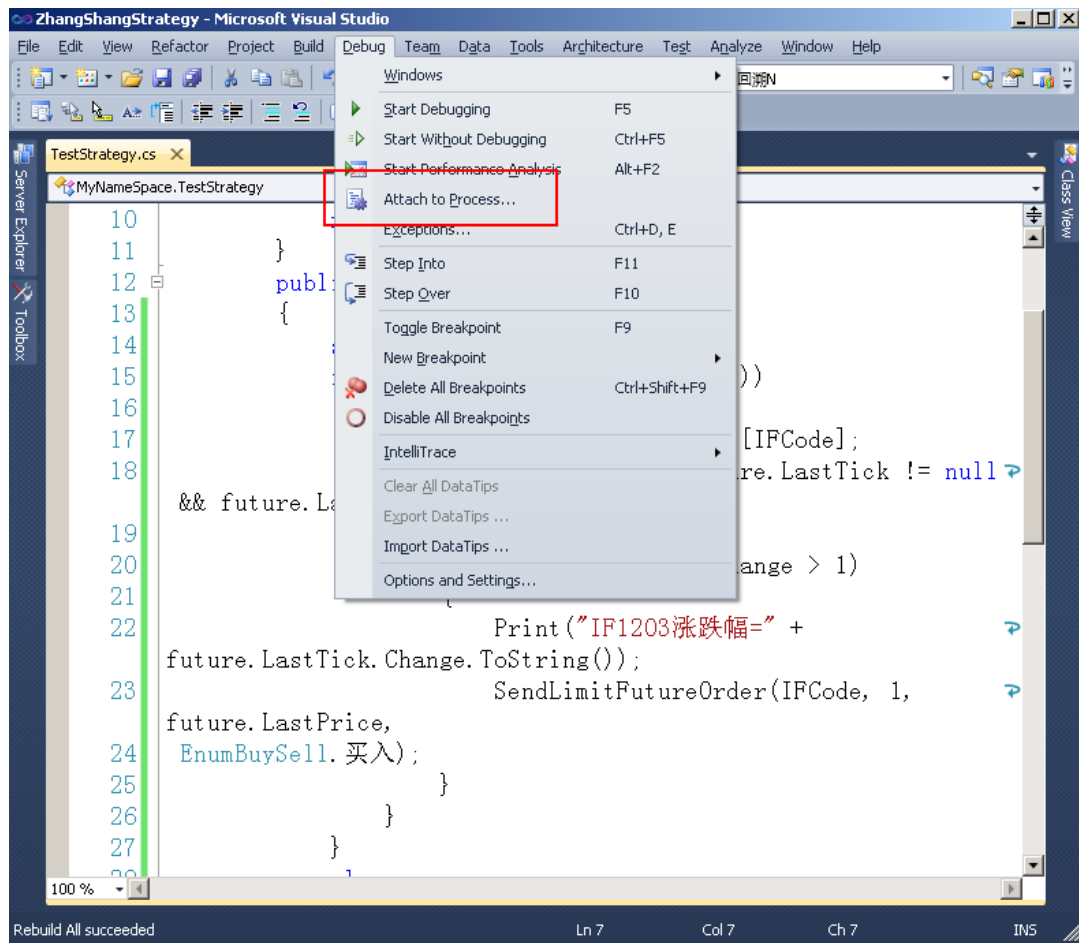 ZhangShangStrategy - Microsoft Visual Studio
File Edit View Refactor Project Build Debug Team Data Tools Architecture Test Analyze Window Help
回溯N
Windows
Start Debugging F5
Start Without Debugging Ctrl+F5
Start Performance Analysis Alt+F2
Attach to Process...
Exceptions... Ctrl+D, E
Step Into F11
Step Over F10
Toggle Breakpoint F9
New Breakpoint
Delete All Breakpoints Ctrl+Shift+F9
Disable All Breakpoints
IntelliTrace
Clear All DataTips
Export DataTips ...
Import DataTips ...
Options and Settings...
Server Explorer
Toolbox
Class View
TestStrategy.cs
MyNameSpace.TestStrategy
10
11 }
12 publ
13 {
14
15 ))
16
17 [IFCode];
18 re.LastTick != null
&& future.La
19
20 ange > 1)
21 {
22 Print("IF1203涨跌幅=" +
future.LastTick.Change.ToString());
23 SendLimitFutureOrder(IFCode, 1,
future.LastPrice,
24 EnumBuySell.买入);
25 }
26 }
27 }
100 %
Rebuild All succeeded Ln 7 Col 7 Ch 7 INS